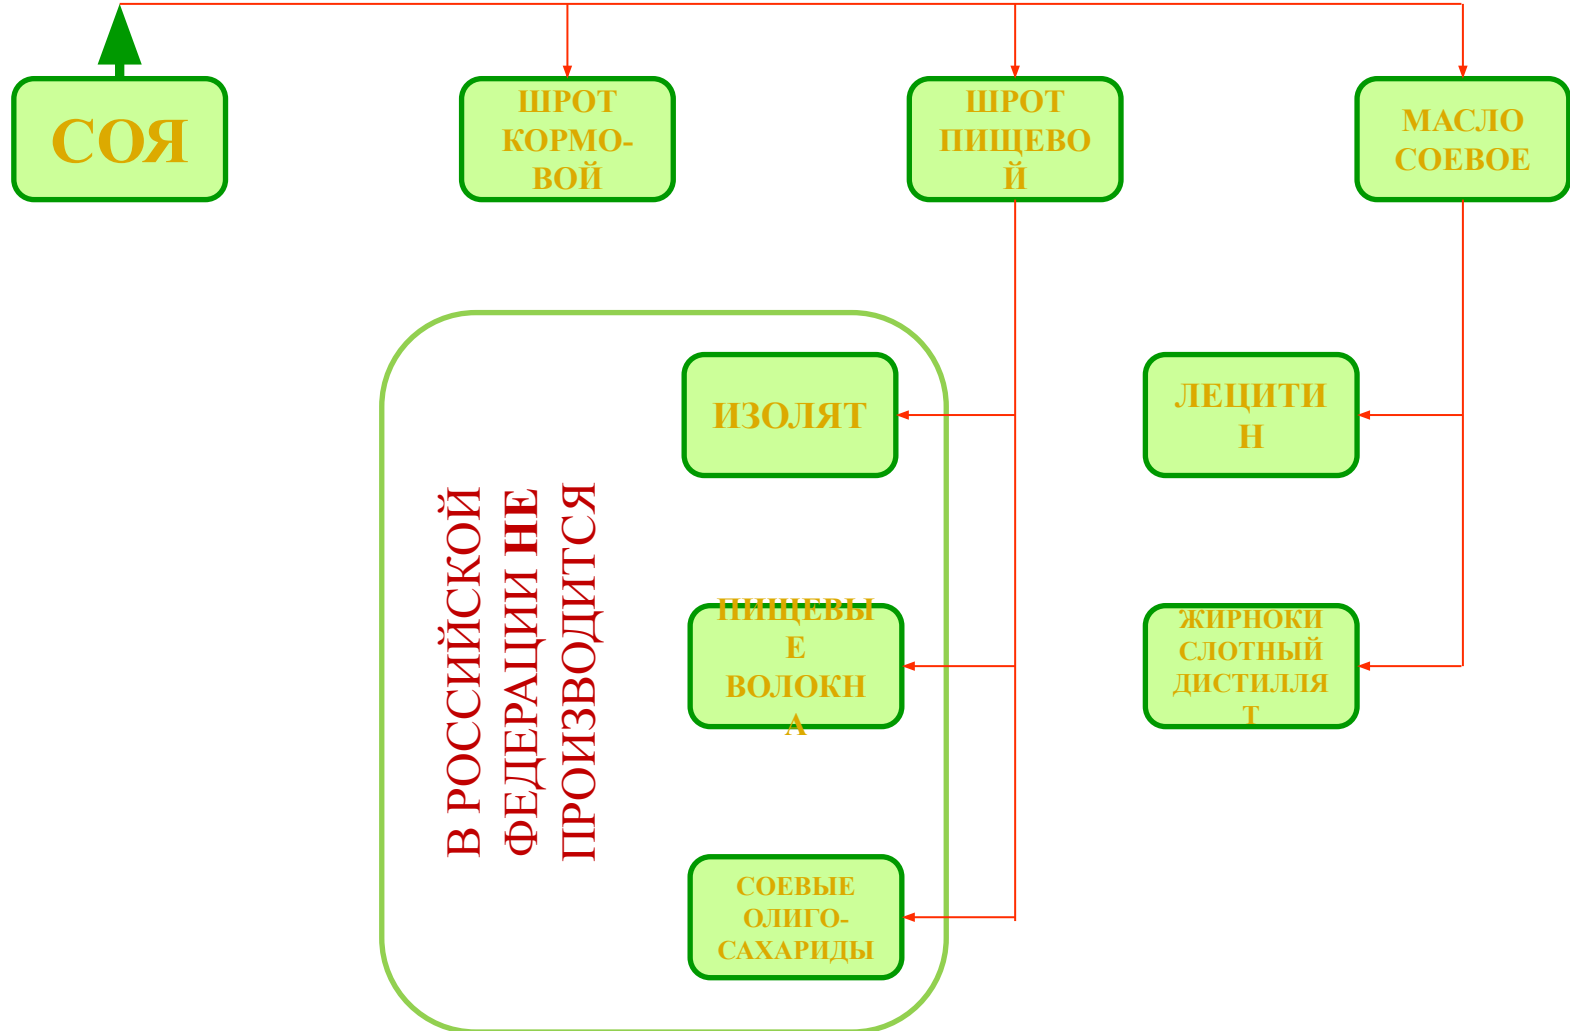 СОЯ
ШРОТ
КОРМО-
ВОЙ
ШРОТ
ПИЩЕВО
Й
МАСЛО
СОЕВОЕ
В РОССИЙСКОЙ
ФЕДЕРАЦИИ НЕ
ПРОИЗВОДИТСЯ
ИЗОЛЯТ
ЛЕЦИТИ
Н
ПИЩЕВЫ
Е
ВОЛОКН
А
ЖИРНОКИ
СЛОТНЫЙ
ДИСТИЛЛЯ
Т
СОЕВЫЕ
ОЛИГО-
САХАРИДЫ